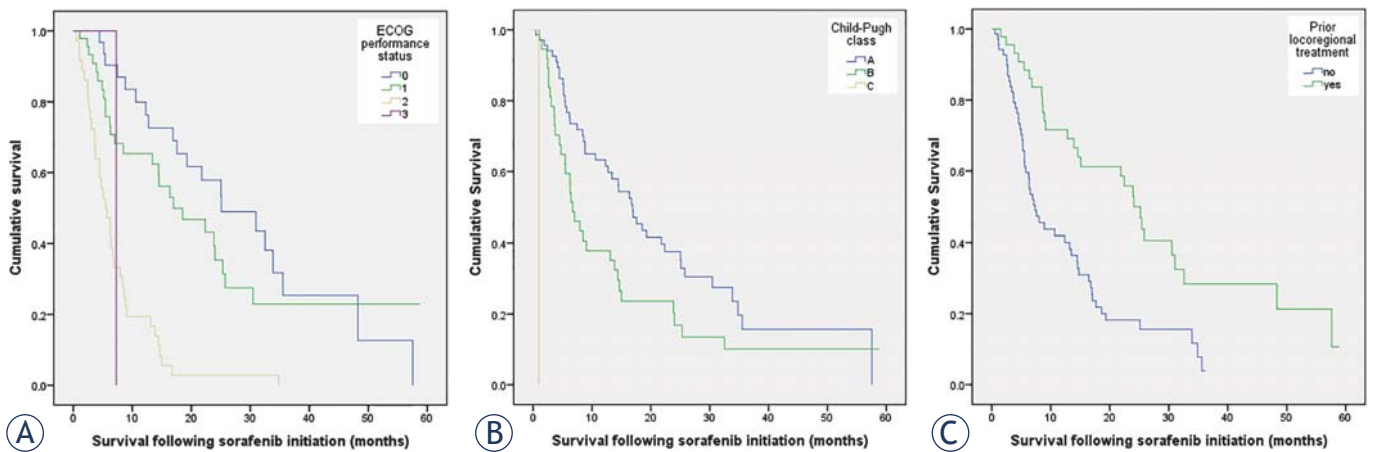 ECOG
performance
status
0
1
2
3
Cumulative survival
1.0
0.8
0.6
0.4
0.2
0.0
0 10 20 30 40 50 60
Survival following sorafenib initiation (months)
A
Child-Pugh
class
A
B
C
Cumulative Survival
1.0
0.8
0.6
0.4
0.2
0.0
0 10 20 30 40 50 60
Survival following sorafenib initiation (months)
B
Prior
locoregional
treatment
no
yes
Cumulative Survival
1.0
0.8
0.6
0.4
0.2
0.0
0 10 20 30 40 50 60
Survival following sorafenib initiation (months)
C